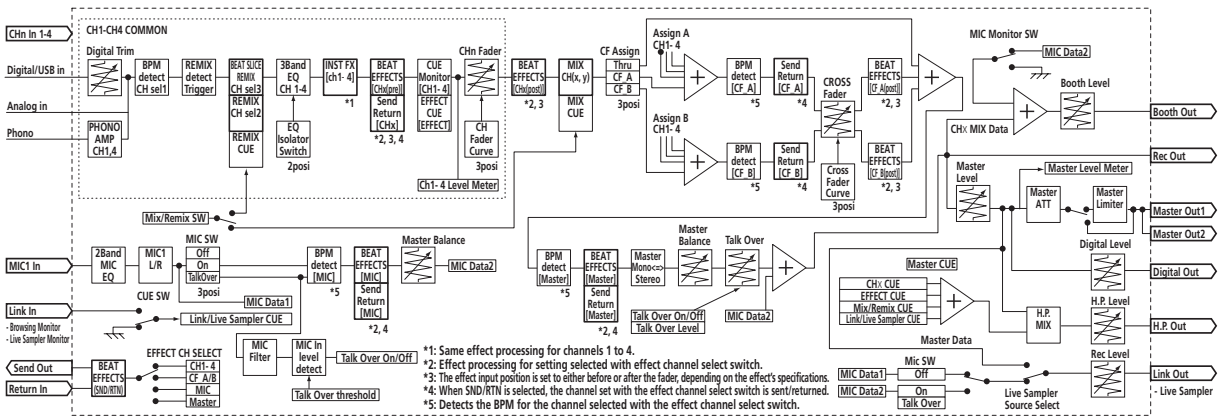 CHn In 1-4
CH1-CH4 COMMON
Digital Trim
Digital/USB in
Analog in
Phono
PHONO
AMP
CH1,4
BPM
detect
CH sel1
REMIX
detect
Trigger
BEAT SLICE
REMIX
CH sel3
REMIX
CH sel2
REMIX
CUE
3Band
EQ
CH 1-4
EQ
Isolator
Switch
2posi
INST FX
[ch1- 4]
*1
BEAT
EFFECTS
[CHx(pre)]
Send
Return
[CHx]
*2, 3, 4
CUE
Monitor
[CH1- 4]
EFFECT
CUE
[EFFECT]
CHn Fader
CH
Fader
Curve
3posi
Ch1- 4 Level Meter
Mix/Remix SW
BEAT
EFFECTS
[CHx(post)]
*2, 3
MIX
CH(x, y)
MIX
CUE
CF Assign
Thru
CF_A
CF_B
3posi
Assign A
CH1- 4
Assign B
CH1- 4
BPM
detect
[CF_A]
*5
Send
Return
[CF_A]
*4
BPM
detect
[CF_B]
*5
Send
Return
[CF_B]
*4
CROSS
Fader
Cross
Fader
Curve
3posi
BEAT
EFFECTS
[CF_A(post)]
*2, 3
BEAT
EFFECTS
[CF_B(post)]
*2, 3
MIC Monitor SW
MIC Data2
Booth Level
Booth Out
CHX MIX Data
Rec Out
Master
Level
Master Level Meter
Master
ATT
Master
Limiter
Master Out1
Master Out2
Digital Level
Digital Out
MIC1 In
2Band
MIC
EQ
MIC1
L/R
MIC SW
Off
On
TalkOver
3posi
MIC Data1
BPM
detect
[MIC]
*5
BEAT
EFFECTS
[MIC]
Send
Return
[MIC]
*2, 4
Master Balance
MIC Data2
BPM
detect
[Master]
*5
BEAT
EFFECTS
[Master]
Send
Return
[Master]
*2, 4
Master
Mono<=>
Stereo
Master
Balance
Talk Over
Talk Over On/Off
Talk Over Level
MIC Data2
Master CUE
CHX CUE
EFFECT CUE
Mix/Remix CUE
Link/Live Sampler CUE
H.P.
MIX
H.P. Level
H.P. Out
Link In
- Browsing Monitor
- Live Sampler Monitor
CUE SW
Link/Live Sampler CUE
Send Out
Return In
BEAT
EFFECTS
(SND/RTN)
EFFECT CH SELECT
CH1- 4
CF_A/B
MIC
Master
MIC
Filter
MIC In
level
detect
Talk Over On/Off
Talk Over threshold
*1: Same effect processing for channels 1 to 4.
*2: Effect processing for setting selected with effect channel select switch.
*3: The effect input position is set to either before or after the fader, depending on the effect's specifications.
*4: When SND/RTN is selected, the channel set with the effect channel select switch is sent/returned.
*5: Detects the BPM for the channel selected with the effect channel select switch.
Master Data
Mic SW
MIC Data1
Off
MIC Data2
On
Talk Over
Live Sampler
Source Select
Rec Level
Link Out
- Live Sampler